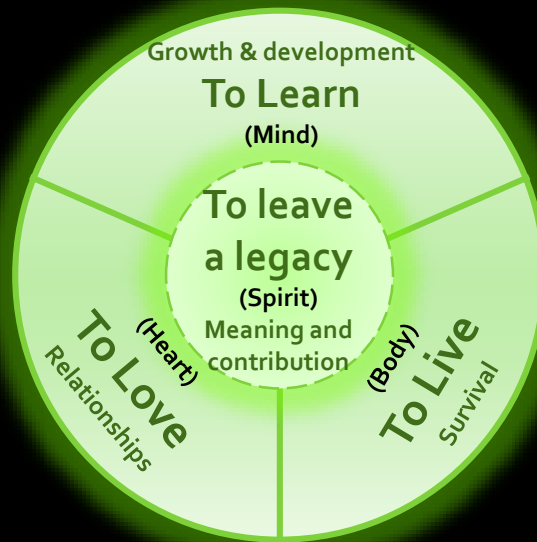 Growth & development
To Learn
(Mind)
To leave
a legacy
(Spirit)
Meaning and
contribution
(Heart)
To Love
Relationships
(Body)
To Live
Survival